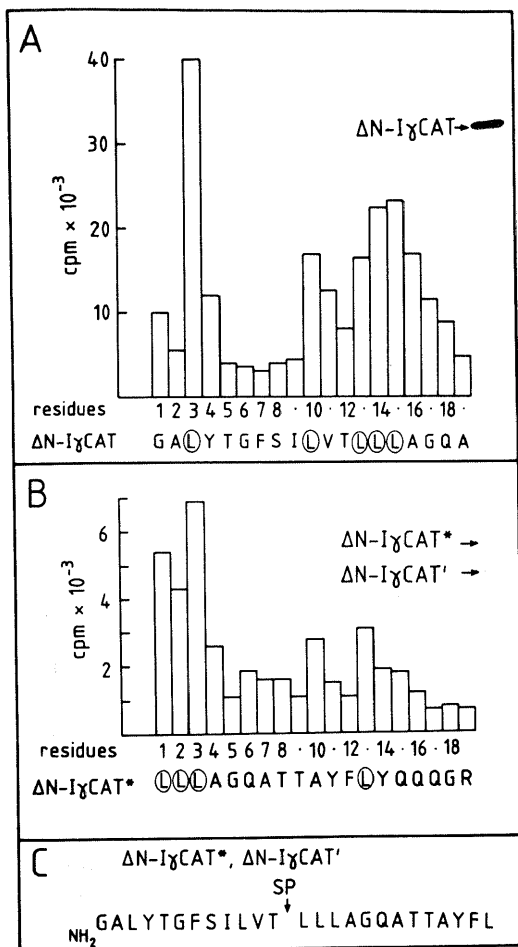 A
ΔN-IγCAT→
cpm × 10⁻³
40
30
20
10
residues 1 2 3 4 5 6 7 8 · 10 · 12 · 14 · 16 · 18 ·
ΔN-IγCAT G A Ⓛ Y T G F S I Ⓛ V T Ⓛ Ⓛ Ⓛ A G Q A
B
ΔN-IγCAT* →
ΔN-IγCAT' →
cpm × 10⁻³
6
4
2
residues 1 2 3 4 5 6 7 8 · 10 · 12 · 14 · 16 · 18
ΔN-IγCAT* Ⓛ Ⓛ Ⓛ A G Q A T T A Y F Ⓛ Y Q Q Q G R
C
ΔN-IγCAT*, ΔN-IγCAT'
SP
↓
NH₂ GALYTGFSILVT LLLAGQATTAYFL